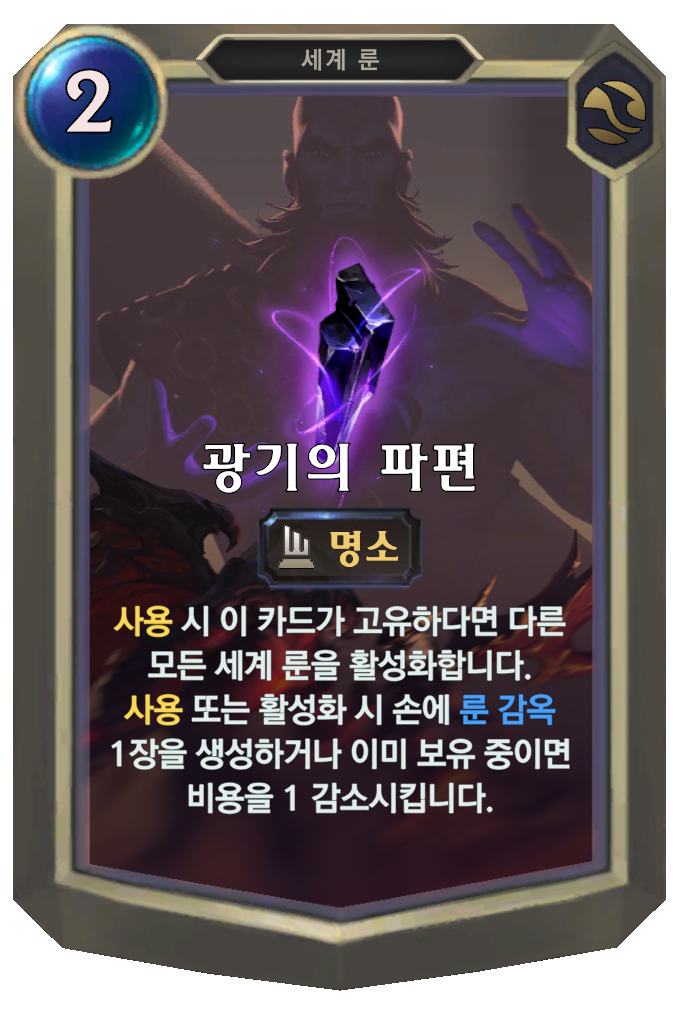 세계 룬
2
광기의 파편
명소
사용 시 이 카드가 고유하다면 다른
모든 세계 룬을 활성화합니다.
사용 또는 활성화 시 손에 룬 감옥
1장을 생성하거나 이미 보유 중이면
비용을 1 감소시킵니다.